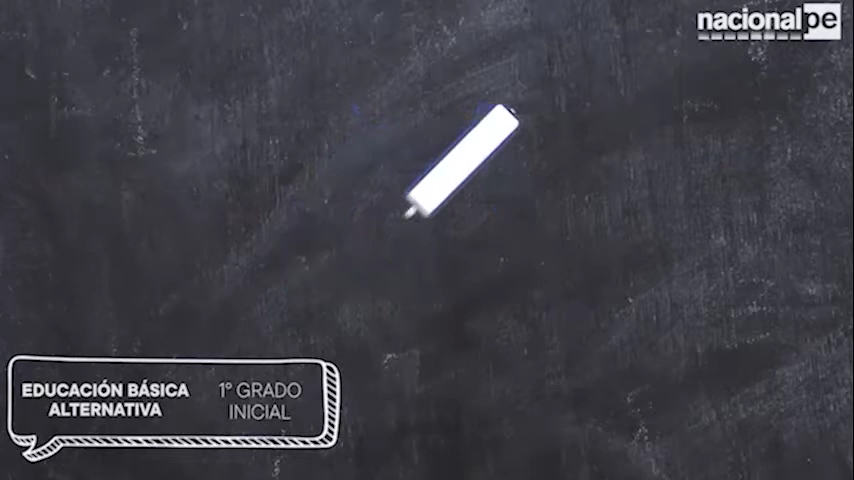 nacionalpe
EDUCACIÓN BÁSICA
ALTERNATIVA
1° GRADO
INICIAL